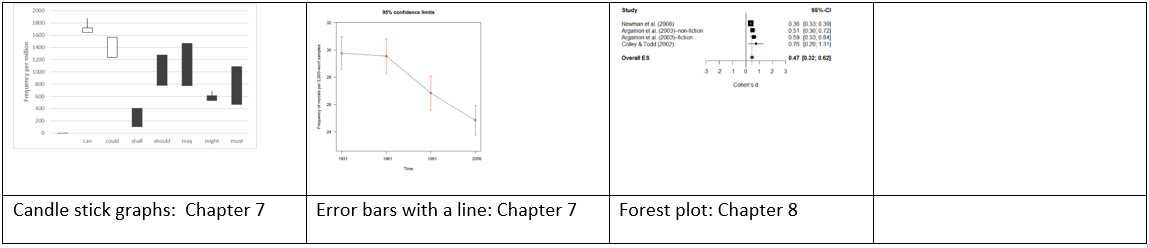 2000
1800
1600
1400
1200
1000
800
600
400
200
0
Frequency per million
can could shall should may might must
95% confidence limits
32
30
28
26
24
Frequency of modals per 2,000-word samples
1931 1961 1991 2006
Time
Study 95%-CI
Newman et al. (2008) 0.36 [0.33; 0.39]
Argamon et al. (2003)-non-fiction 0.51 [0.30; 0.72]
Argamon et al. (2003)-fiction 0.59 [0.33; 0.84]
Colley & Todd (2002) 0.76 [0.20; 1.31]
Overall ES 0.47 [0.32; 0.62]
-3 -2 -1 0 1 2 3
Cohen's d
Candle stick graphs: Chapter 7
Error bars with a line: Chapter 7
Forest plot: Chapter 8